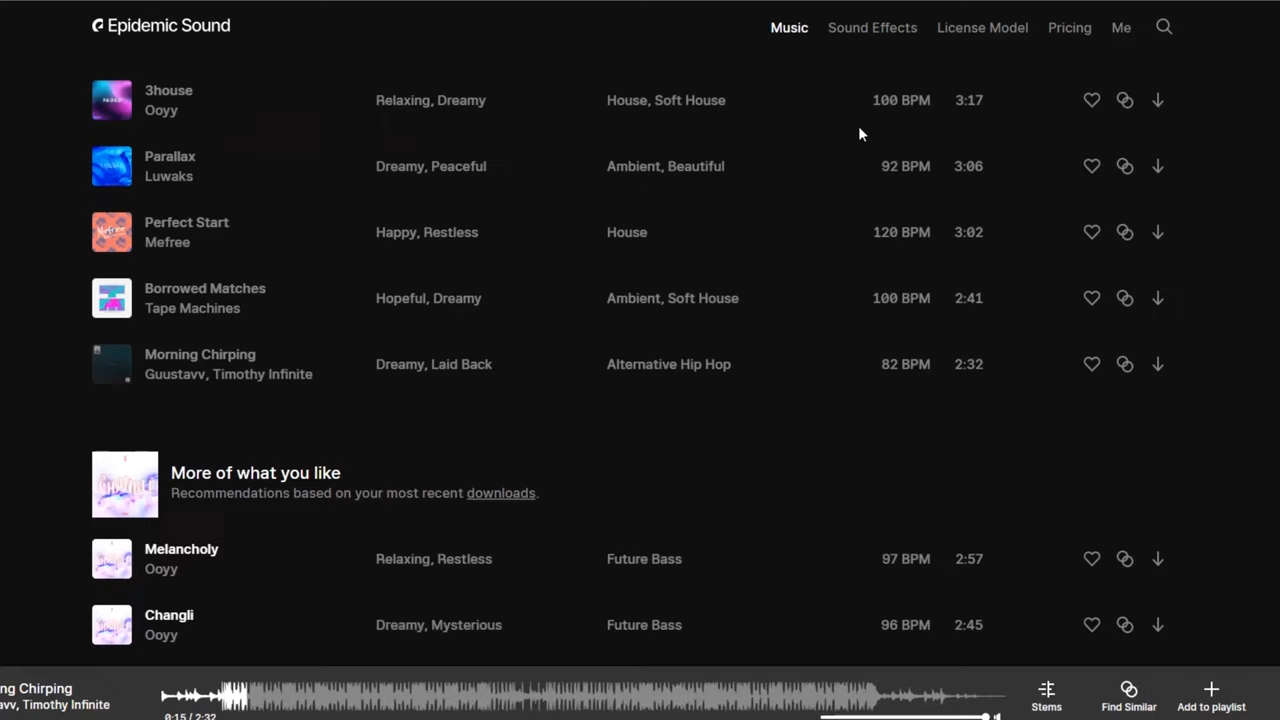 Epidemic Sound
Music Sound Effects License Model Pricing Me
3house
Ooyy
Relaxing, Dreamy
House, Soft House
100 BPM 3:17
Parallax
Luwaks
Dreamy, Peaceful
Ambient, Beautiful
92 BPM 3:06
Perfect Start
Mefree
Happy, Restless
House
120 BPM 3:02
Borrowed Matches
Tape Machines
Hopeful, Dreamy
Ambient, Soft House
100 BPM 2:41
Morning Chirping
Guustavv, Timothy Infinite
Dreamy, Laid Back
Alternative Hip Hop
82 BPM 2:32
More of what you like
Recommendations based on your most recent downloads.
Melancholy
Ooyy
Relaxing, Restless
Future Bass
97 BPM 2:57
Changli
Ooyy
Dreamy, Mysterious
Future Bass
96 BPM 2:45
ng Chirping
avv, Timothy Infinite
0:15 / 2:32
Stems
Find Similar
Add to playlist